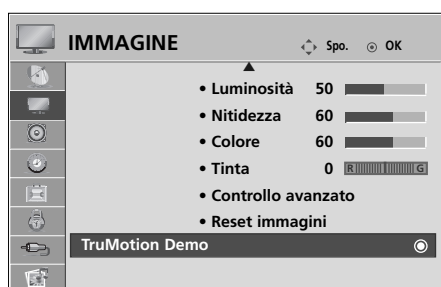 IMMAGINE Spo. OK
• Luminosità 50
• Nitidezza 60
• Colore 60
• Tinta 0 R G
• Controllo avanzato
• Reset immagini
TruMotion Demo